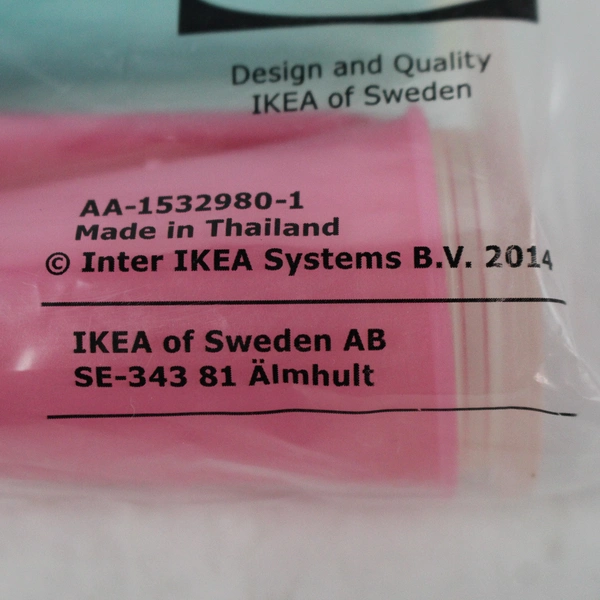 Design and Quality
IKEA of Sweden
AA-1532980-1
Made in Thailand
© Inter IKEA Systems B.V. 2014
IKEA of Sweden AB
SE-343 81 Älmhult